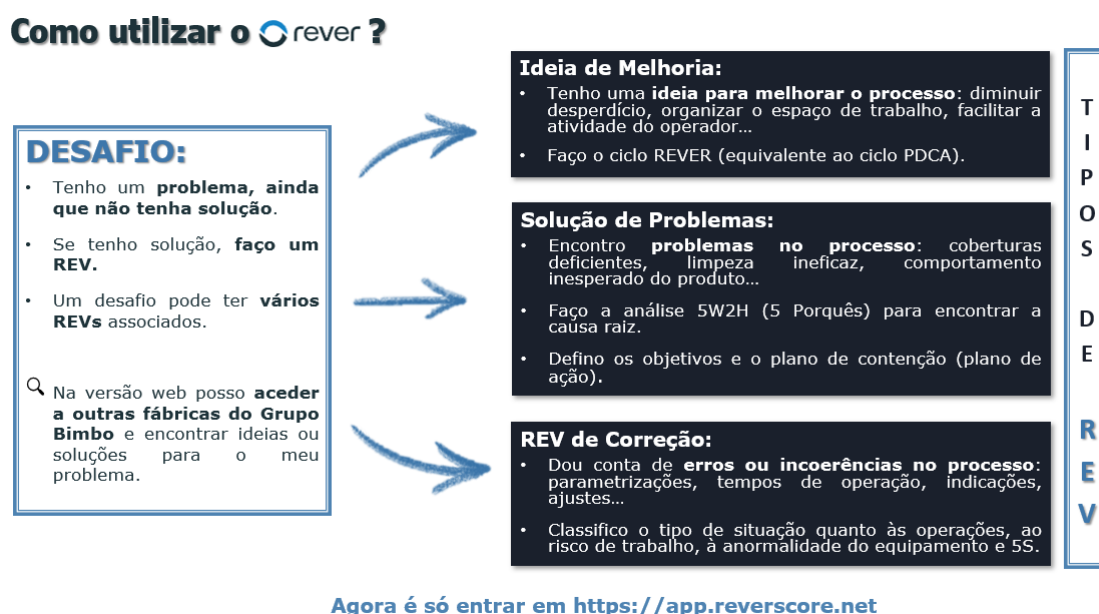 Como utilizar o rever ?
DESAFIO:
• Tenho um problema, ainda
que não tenha solução.
• Se tenho solução, faço um
REV.
• Um desafio pode ter vários
REVs associados.
Na versão web posso aceder
a outras fábricas do Grupo
Bimbo e encontrar ideias ou
soluções para o meu
problema.
Ideia de Melhoria:
• Tenho uma ideia para melhorar o processo: diminuir
desperdício, organizar o espaço de trabalho, facilitar a
atividade do operador...
• Faço o ciclo REVER (equivalente ao ciclo PDCA).
Solução de Problemas:
• Encontro problemas no processo: coberturas
deficientes, limpeza ineficaz, comportamento
inesperado do produto...
• Faço a análise 5W2H (5 Porquês) para encontrar a
causa raiz.
• Defino os objetivos e o plano de contenção (plano de
ação).
REV de Correção:
• Dou conta de erros ou incoerências no processo:
parametrizações, tempos de operação, indicações,
ajustes...
• Classifico o tipo de situação quanto às operações, ao
risco de trabalho, à anormalidade do equipamento e 5S.
TIPOS DE REV
Agora é só entrar em https://app.reverscore.net